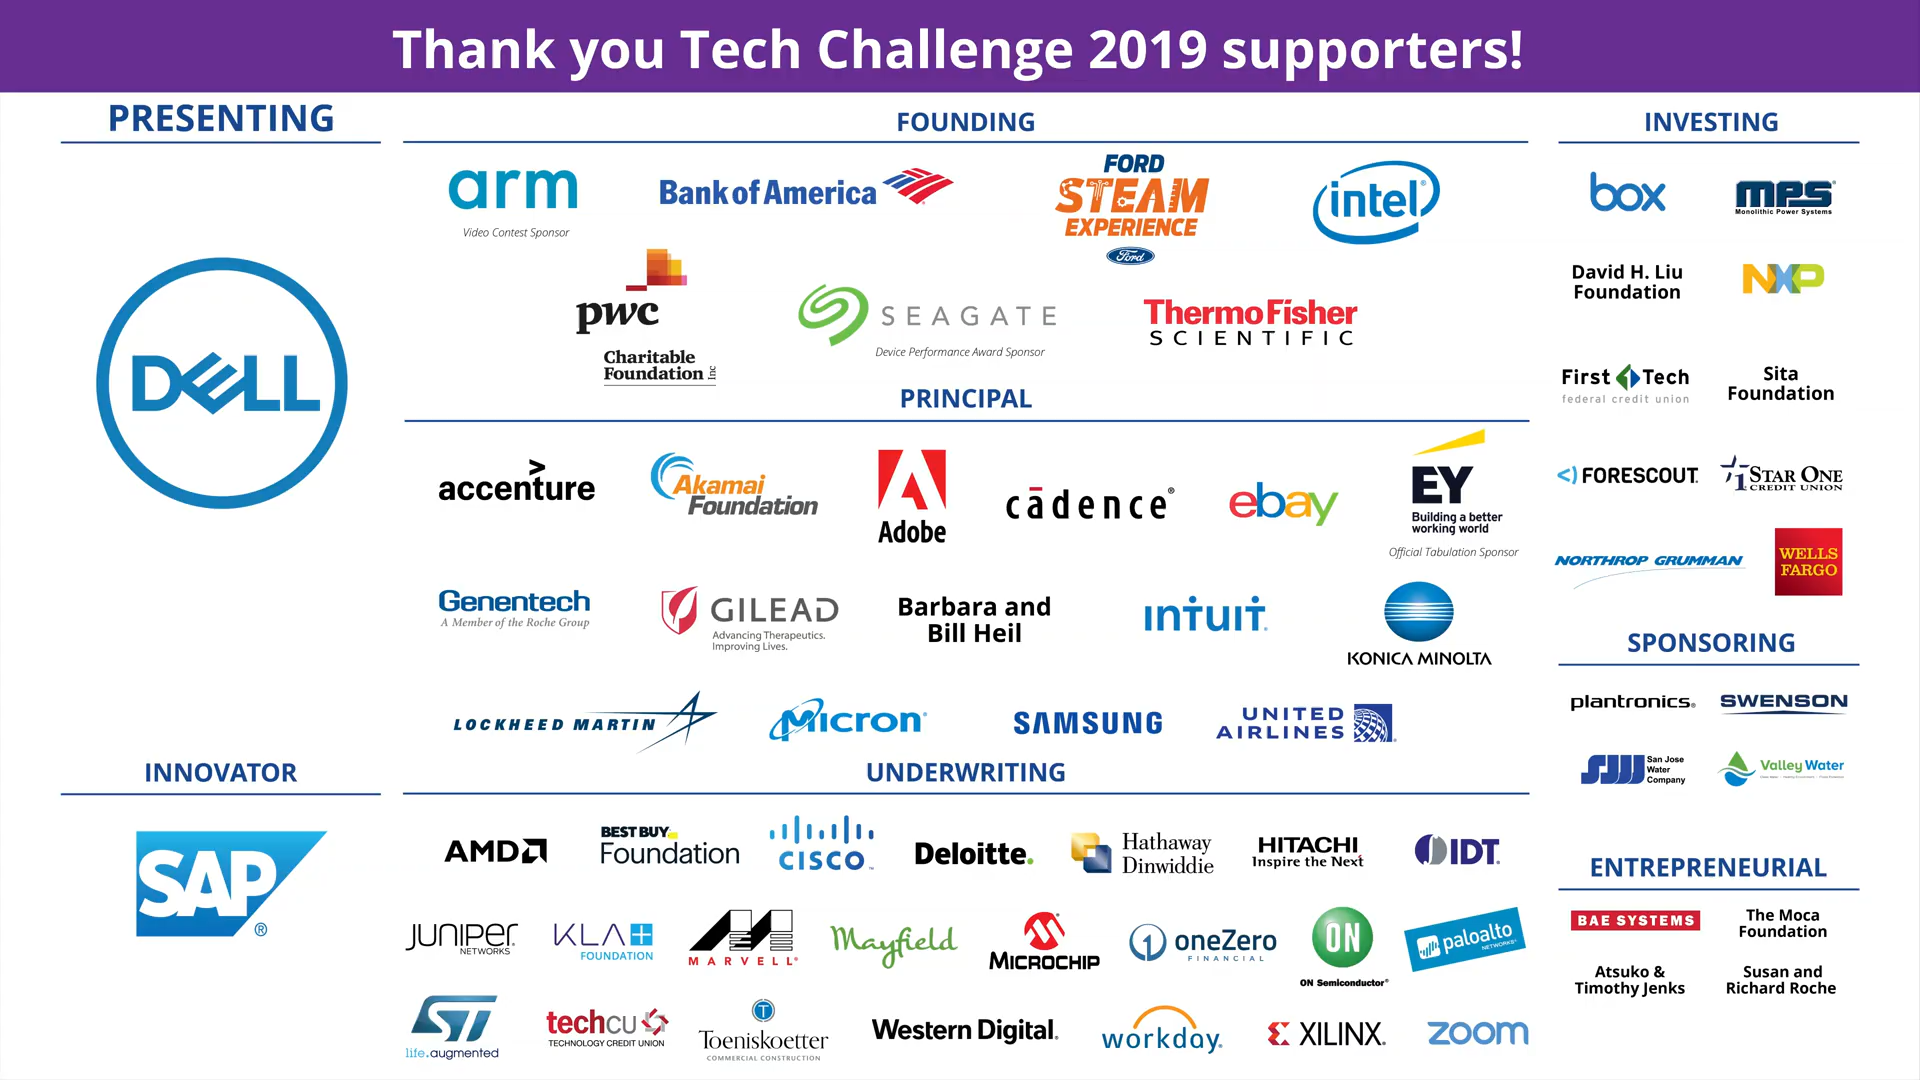 Thank you Tech Challenge 2019 supporters!
PRESENTING
DELL
INNOVATOR
SAP
®
FOUNDING
arm
Video Contest Sponsor
Bank of America
FORD
STEAM
EXPERIENCE
Ford
intel®
pwc
Charitable
Foundation Inc
SEAGATE
Device Performance Award Sponsor
ThermoFisher
SCIENTIFIC
PRINCIPAL
accenture
Akamai
Foundation
Adobe
cādence®
ebay
EY
Building a better
working world
Official Tabulation Sponsor
Genentech
A Member of the Roche Group
GILEAD
Advancing Therapeutics.
Improving Lives.
Barbara and
Bill Heil
intuit.
KONICA MINOLTA
LOCKHEED MARTIN
Micron®
SAMSUNG
UNITED
AIRLINES
UNDERWRITING
AMD
BEST BUY
Foundation
CISCO™
Deloitte.
Hathaway
Dinwiddie
HITACHI
Inspire the Next
IDT.
JUNIPER
NETWORKS
KLA
FOUNDATION
MARVELL®
Mayfield
MICROCHIP
oneZero
FINANCIAL
ON
ON Semiconductor®
paloalto
NETWORKS®
ST
life.augmented
techcu
TECHNOLOGY CREDIT UNION
T
Toeniskoetter
COMMERCIAL CONSTRUCTION
Western Digital.
workday.
XILINX.
zoom
INVESTING
box
MPS
Monolithic Power Systems
David H. Liu
Foundation
NXP
First Tech
federal credit union
Sita
Foundation
FORESCOUT.
1 STAR ONE
CREDIT UNION
NORTHROP GRUMMAN
WELLS
FARGO
SPONSORING
plantronics®
SWENSON
SJW
San Jose
Water
Company
Valley Water
ENTREPRENEURIAL
BAE SYSTEMS
The Moca
Foundation
Atsuko &
Timothy Jenks
Susan and
Richard Roche